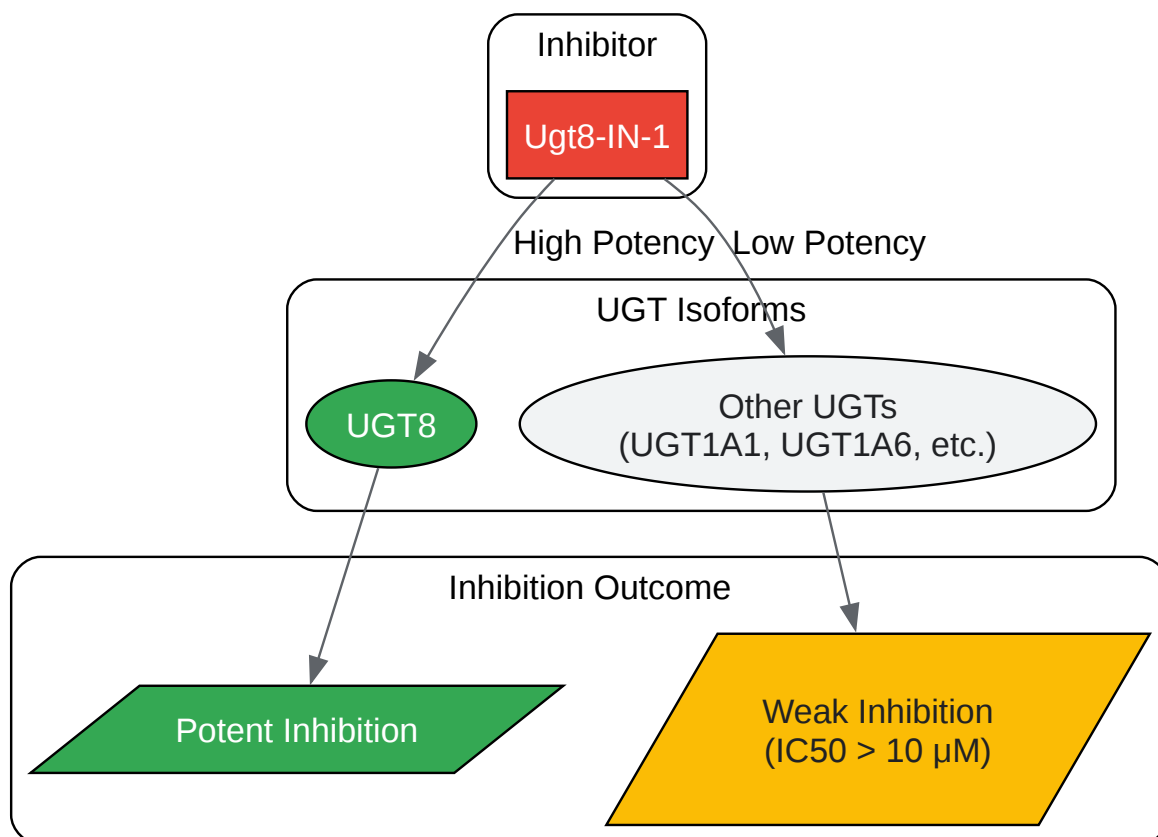 Inhibitor
Ugt8-IN-1
High Potency
Low Potency
UGT Isoforms
UGT8
Other UGTs
(UGT1A1, UGT1A6, etc.)
Inhibition Outcome
Potent Inhibition
Weak Inhibition
(IC50 > 10 μM)